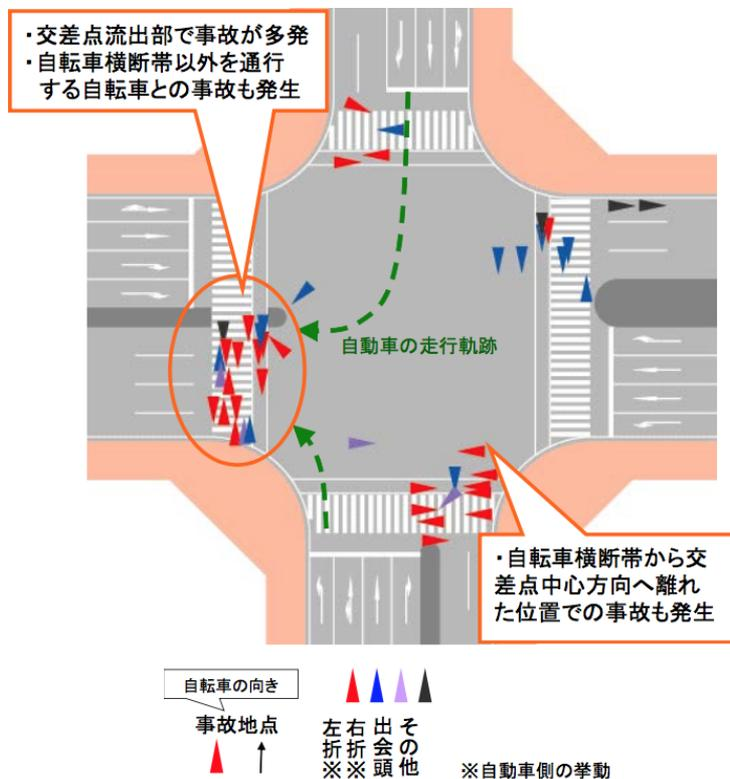 ・交差点流出部で事故が多発
・自転車横断帯以外を通行
する自転車との事故も発生
自動車の走行軌跡
・自転車横断帯から交
差点中心方向へ離れ
た位置での事故も発生
自転車の向き
事故地点
左折※
右折※
出会頭
その他
※自動車側の挙動